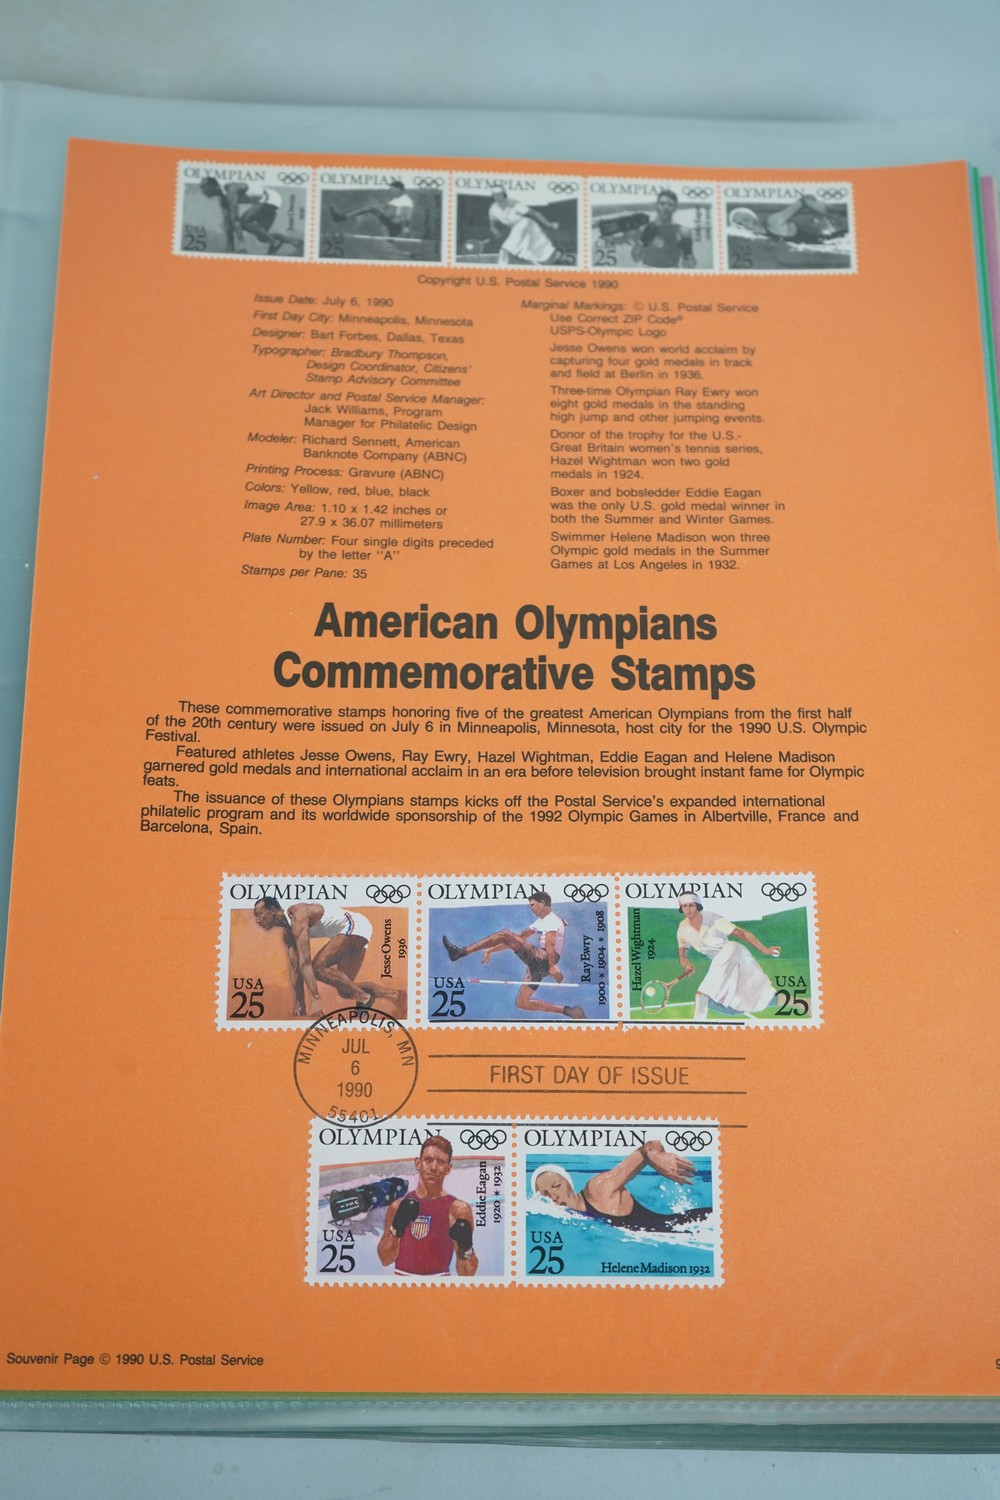 OLYMPIAN
Jesse Owens
1936
USA
25
OLYMPIAN
USA
25
OLYMPIAN
25
OLYMPIAN
USA
25
OLYMPIAN
USA
25
Copyright U.S. Postal Service 1990
Issue Date: July 6, 1990
First Day City: Minneapolis, Minnesota
Designer: Bart Forbes, Dallas, Texas
Typographer: Bradbury Thompson,
Design Coordinator, Citizens'
Stamp Advisory Committee
Art Director and Postal Service Manager:
Jack Williams, Program
Manager for Philatelic Design
Modeler: Richard Sennett, American
Banknote Company (ABNC)
Printing Process: Gravure (ABNC)
Colors: Yellow, red, blue, black
Image Area: 1.10 x 1.42 inches or
27.9 x 36.07 millimeters
Plate Number: Four single digits preceded
by the letter "A"
Stamps per Pane: 35
Marginal Markings: © U.S. Postal Service
Use Correct ZIP Code®
USPS-Olympic Logo
Jesse Owens won world acclaim by
capturing four gold medals in track
and field at Berlin in 1936.
Three-time Olympian Ray Ewry won
eight gold medals in the standing
high jump and other jumping events.
Donor of the trophy for the U.S.-
Great Britain women's tennis series,
Hazel Wightman won two gold
medals in 1924.
Boxer and bobsledder Eddie Eagan
was the only U.S. gold medal winner in
both the Summer and Winter Games.
Swimmer Helene Madison won three
Olympic gold medals in the Summer
Games at Los Angeles in 1932.
American Olympians
Commemorative Stamps
These commemorative stamps honoring five of the greatest American Olympians from the first half
of the 20th century were issued on July 6 in Minneapolis, Minnesota, host city for the 1990 U.S. Olympic
Festival.
Featured athletes Jesse Owens, Ray Ewry, Hazel Wightman, Eddie Eagan and Helene Madison
garnered gold medals and international acclaim in an era before television brought instant fame for Olympic
feats.
The issuance of these Olympians stamps kicks off the Postal Service's expanded international
philatelic program and its worldwide sponsorship of the 1992 Olympic Games in Albertville, France and
Barcelona, Spain.
OLYMPIAN
Jesse Owens
1936
USA
25
OLYMPIAN
Ray Ewry
1900 * 1904 * 1908
USA
25
OLYMPIAN
Hazel Wightman
1924
USA
25
MINNEAPOLIS, MN
JUL
6
1990
55401
FIRST DAY OF ISSUE
OLYMPIAN
Eddie Eagan
1920 * 1932
USA
25
OLYMPIAN
USA
25
Helene Madison 1932
Souvenir Page © 1990 U.S. Postal Service